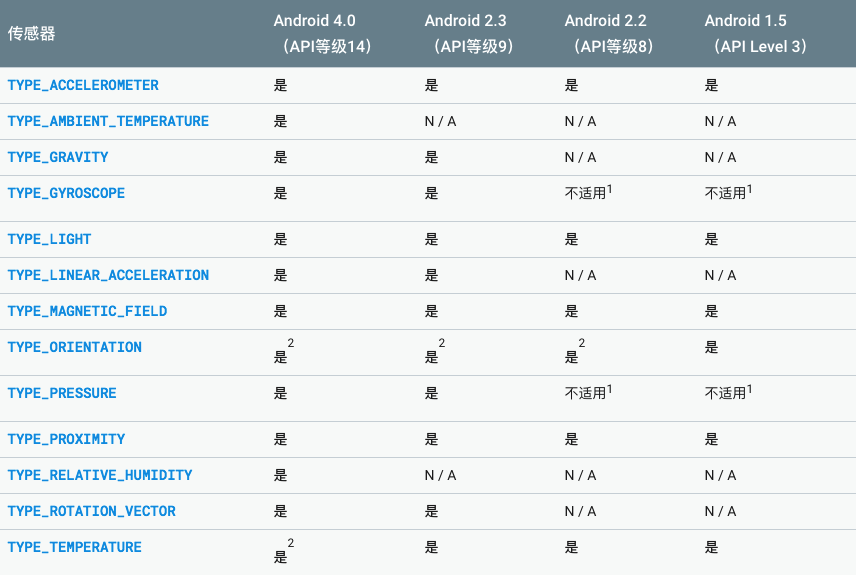 传感器 Android 4.0 Android 2.3 Android 2.2 Android 1.5
（API等级14） （API等级9） （API等级8） （API Level 3）
TYPE_ACCELEROMETER 是 是 是 是
TYPE_AMBIENT_TEMPERATURE 是 N / A N / A N / A
TYPE_GRAVITY 是 是 N / A N / A
TYPE_GYROSCOPE 是 是 不适用1 不适用1
TYPE_LIGHT 是 是 是 是
TYPE_LINEAR_ACCELERATION 是 是 N / A N / A
TYPE_MAGNETIC_FIELD 是 是 是 是
TYPE_ORIENTATION 是2 是2 是2 是
TYPE_PRESSURE 是 是 不适用1 不适用1
TYPE_PROXIMITY 是 是 是 是
TYPE_RELATIVE_HUMIDITY 是 N / A N / A N / A
TYPE_ROTATION_VECTOR 是 是 N / A N / A
TYPE_TEMPERATURE 是2 是 是 是